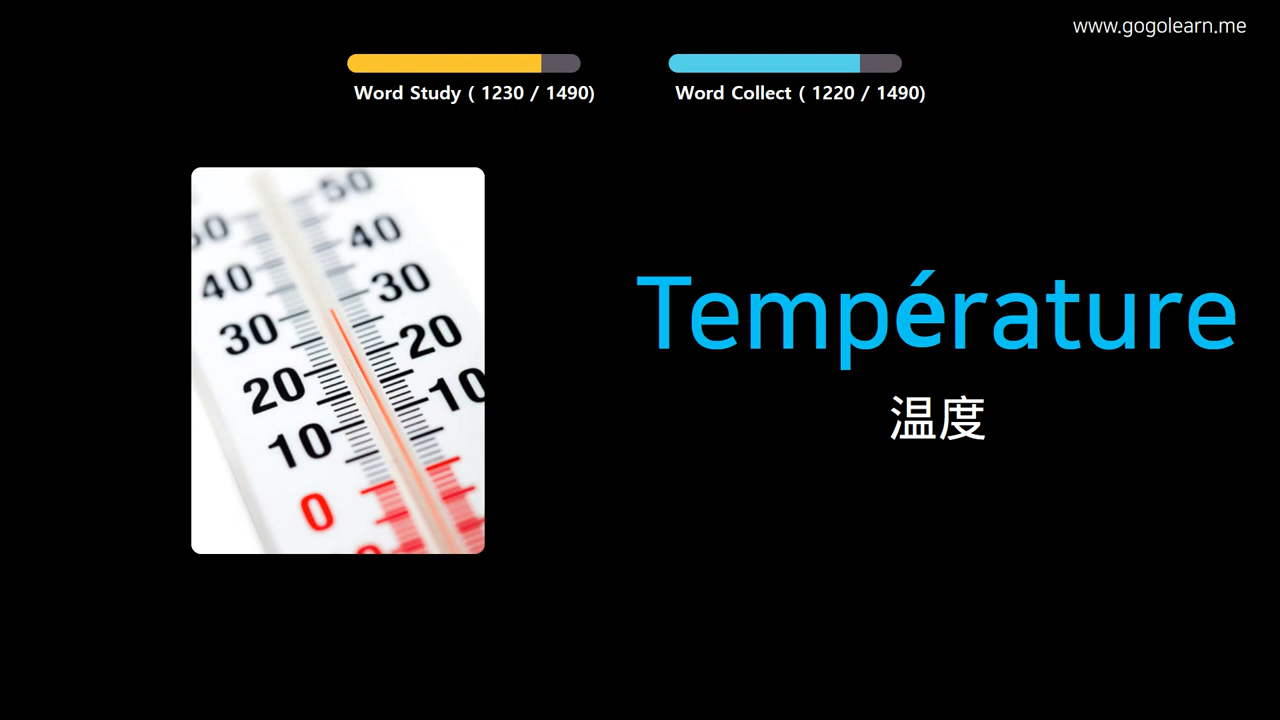 www.gogolearn.me
Word Study ( 1230 / 1490)
Word Collect ( 1220 / 1490)
50
50
40
40
30
30
20
20
10
10
0
Température
温度